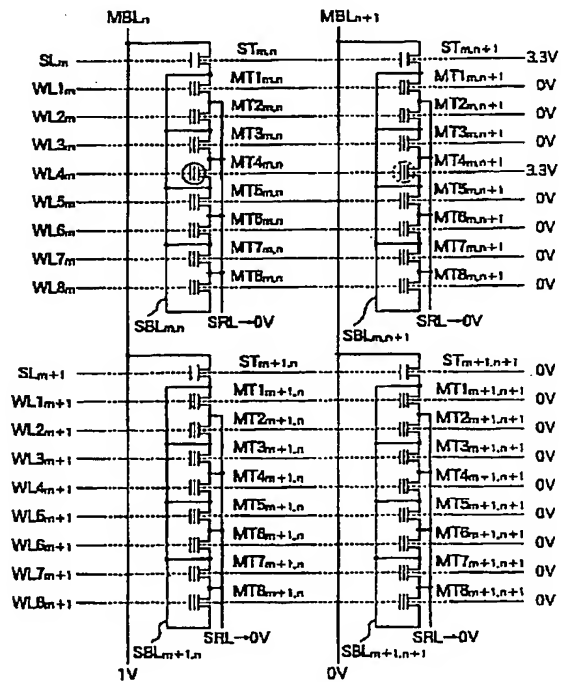 MBLn MBLn+1
SLm STm,n STm,n+1 3.3V
WL1m MT1m,n MT1m,n+1 0V
WL2m MT2m,n MT2m,n+1 0V
WL3m MT3m,n MT3m,n+1 0V
WL4m MT4m,n MT4m,n+1 3.3V
WL5m MT5m,n MT5m,n+1 0V
WL6m MT6m,n MT6m,n+1 0V
WL7m MT7m,n MT7m,n+1 0V
WL8m MT8m,n MT8m,n+1 0V
SBLm,n SRL→0V SBLm,n+1 SRL→0V
SLm+1 STm+1,n STm+1,n+1 0V
WL1m+1 MT1m+1,n MT1m+1,n+1 0V
WL2m+1 MT2m+1,n MT2m+1,n+1 0V
WL3m+1 MT3m+1,n MT3m+1,n+1 0V
WL4m+1 MT4m+1,n MT4m+1,n+1 0V
WL5m+1 MT5m+1,n MT5m+1,n+1 0V
WL6m+1 MT6m+1,n MT6m+1,n+1 0V
WL7m+1 MT7m+1,n MT7m+1,n+1 0V
WL8m+1 MT8m+1,n MT8m+1,n+1 0V
SBLm+1,n SRL→0V SBLm+1,n+1 SRL→0V
1V 0V